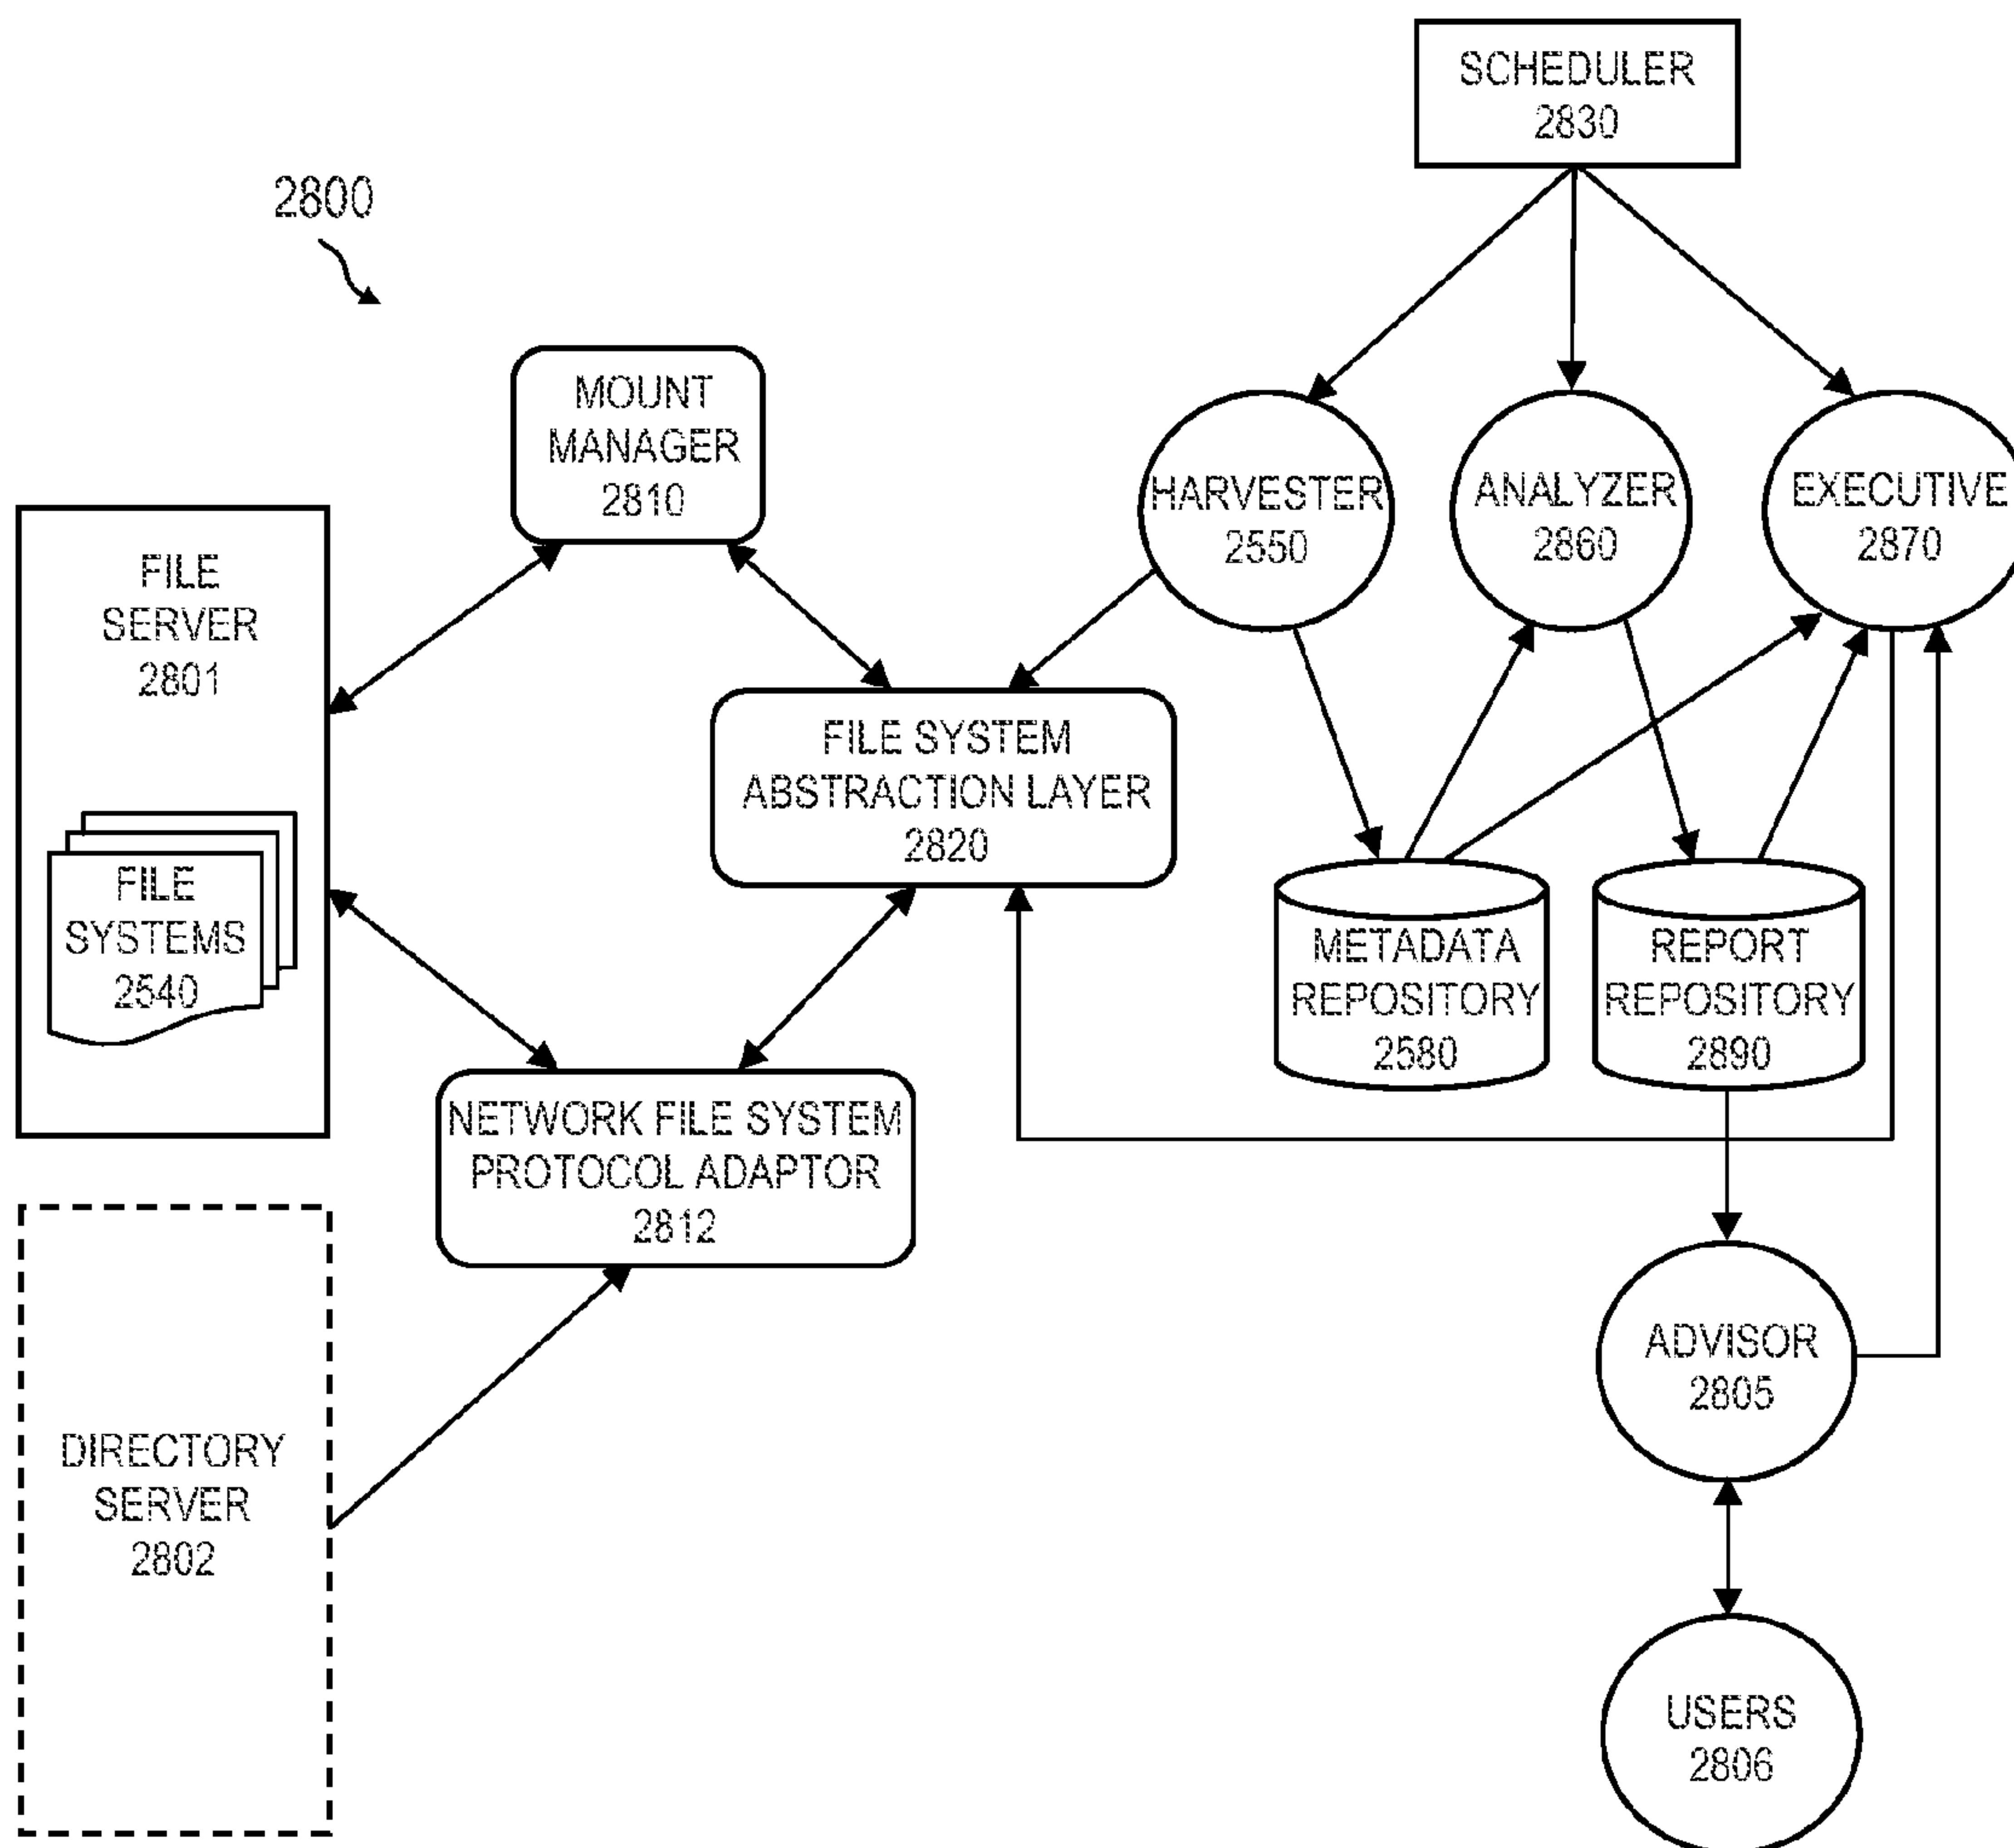 SCHEDULER
2830
2800
MOUNT
MANAGER
2810
HARVESTER
2550
ANALYZER
2860
EXECUTIVE
2870
FILE
SERVER
2801
FILE SYSTEM
ABSTRACTION LAYER
2820
FILE
SYSTEMS
2540
METADATA
REPOSITORY
2580
REPORT
REPOSITORY
2890
NETWORK FILE SYSTEM
PROTOCOL ADAPTOR
2812
DIRECTORY
SERVER
2802
ADVISOR
2805
USERS
2806